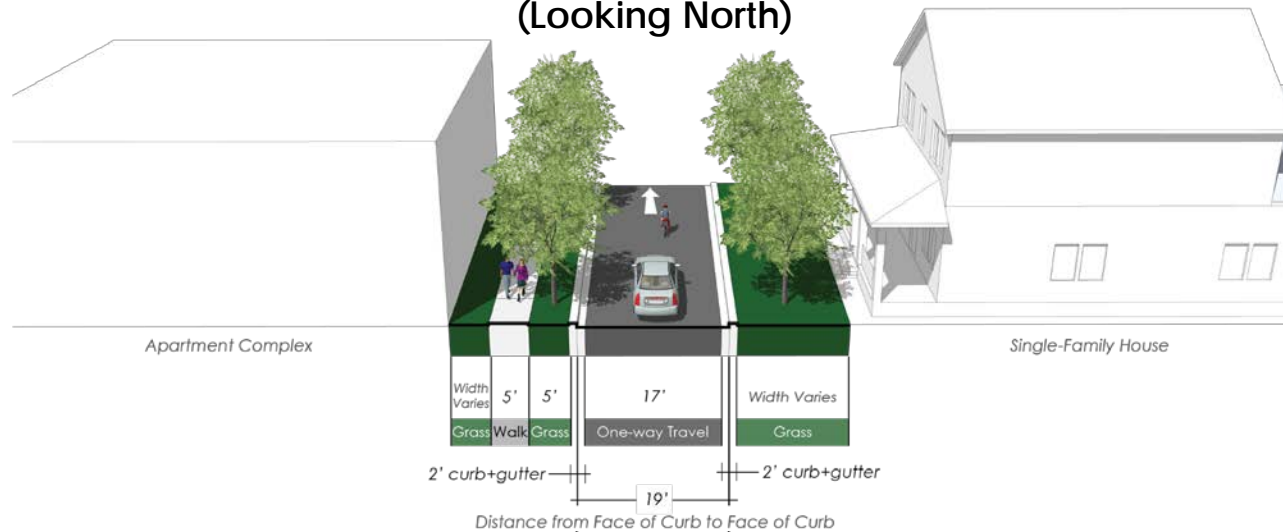 (Looking North)
Apartment Complex
Single-Family House
Width
Varies
5'
5'
17'
Width Varies
Grass
Walk
Grass
One-way Travel
Grass
2' curb+gutter
2' curb+gutter
19'
Distance from Face of Curb to Face of Curb